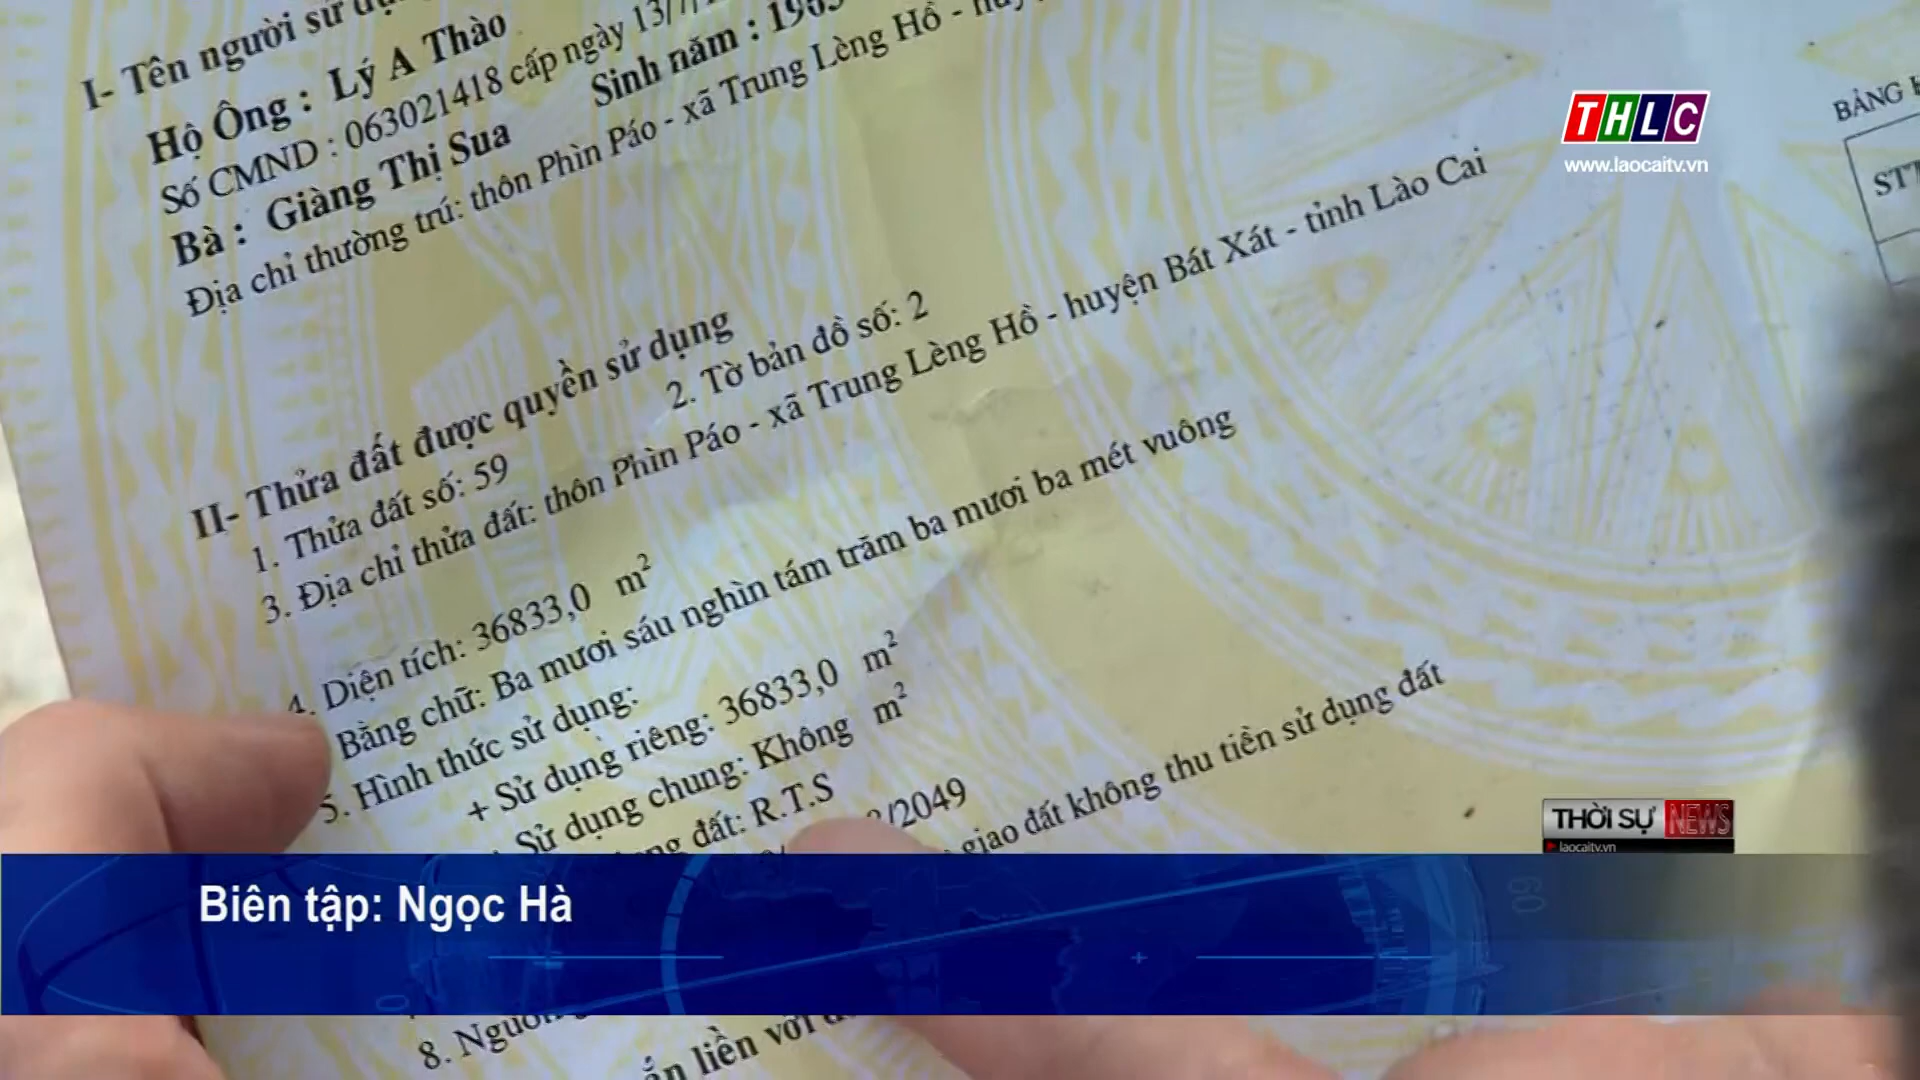 I- Tên người sử
Hộ Ông : Lý A Thào
Sinh năm :
Số CMND : 063021418 cấp ngày
Bà : Giàng Thị Sua
Địa chỉ thường trú: thôn Phìn Páo - xã Trung Lèng Hồ -
II- Thửa đất được quyền sử dụng
1. Thửa đất số: 59
2. Tờ bản đồ số: 2
3. Địa chỉ thửa đất: thôn Phìn Páo - xã Trung Lèng Hồ - huyện Bát Xát - tỉnh Lào Cai
4. Diện tích: 36833,0 m²
Bằng chữ: Ba mươi sáu nghìn tám trăm ba mươi ba mét vuông
5. Hình thức sử dụng:
+ Sử dụng riêng: 36833,0 m²
Sử dụng chung: Không m²
đất: R.T.S
/2049
giao đất không thu tiền sử dụng đất
8.
liền với
BẢNG
STT
THLC
www.laocaitv.vn
THỜI SỰ NEWS
laocaitv.vn
Biên tập: Ngọc Hà